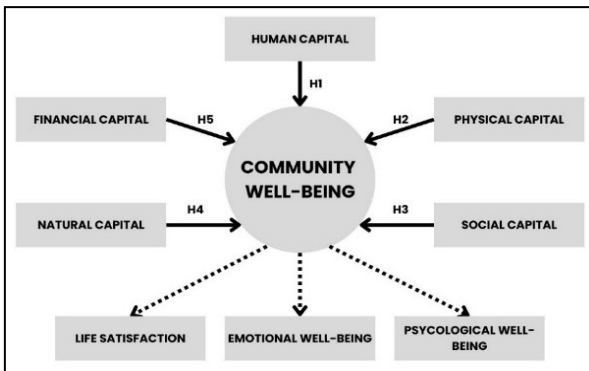 HUMAN CAPITAL
H1
FINANCIAL CAPITAL
H5
H2
PHYSICAL CAPITAL
COMMUNITY
WELL-BEING
NATURAL CAPITAL
H4
H3
SOCIAL CAPITAL
LIFE SATISFACTION
EMOTIONAL WELL-BEING
PSYCOLOGICAL WELL-
BEING